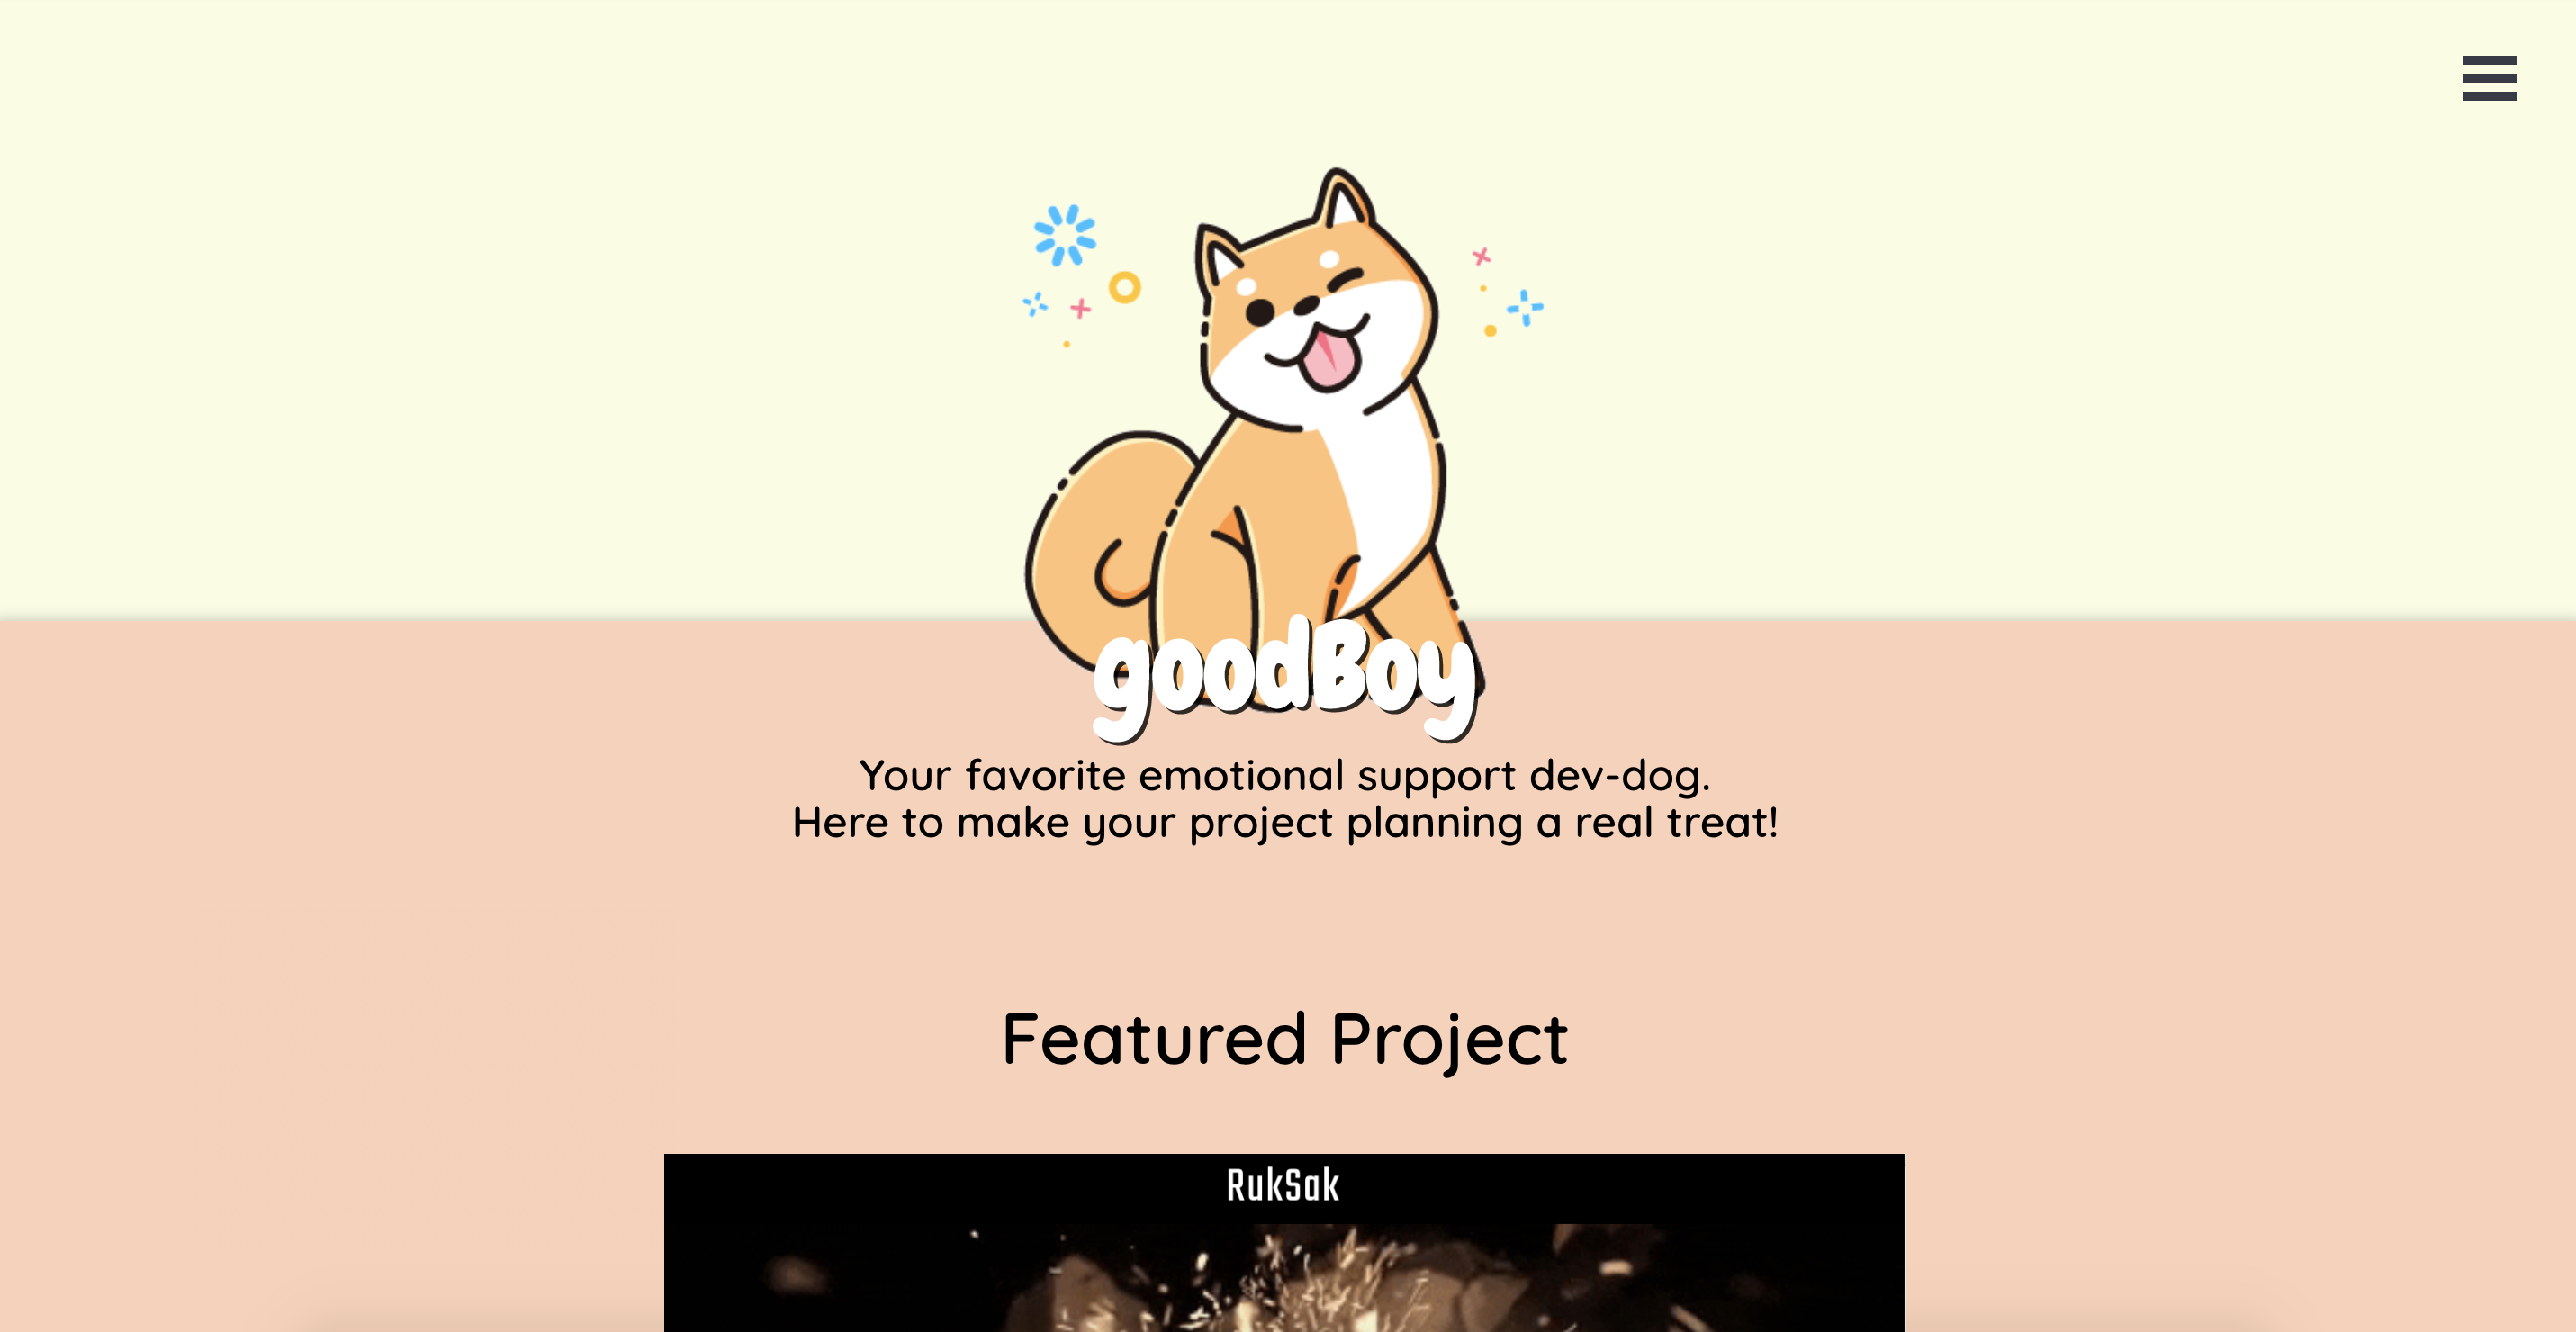 goodBoy
Your favorite emotional support dev-dog.
Here to make your project planning a real treat!
Featured Project
RukSak